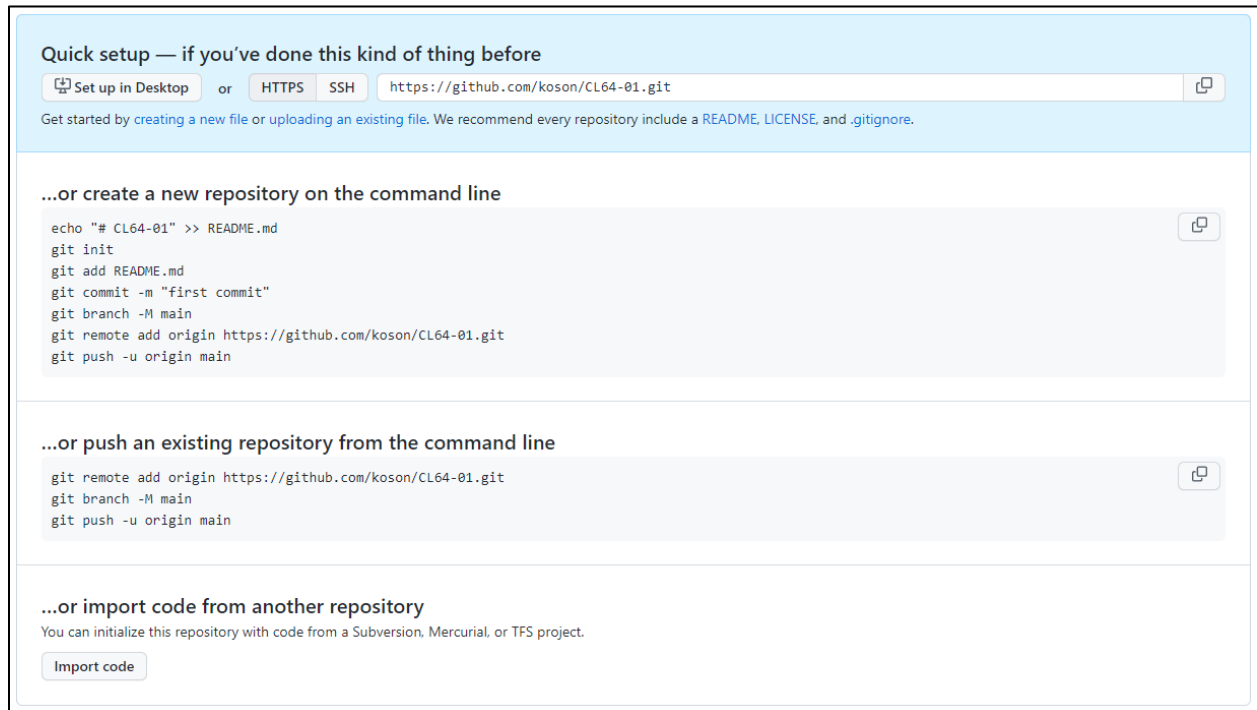 Quick setup — if you’ve done this kind of thing before
Set up in Desktop or HTTPS SSH https://github.com/koson/CL64-01.git
Get started by creating a new file or uploading an existing file. We recommend every repository include a README, LICENSE, and .gitignore.
…or create a new repository on the command line
echo "# CL64-01" >> README.md
git init
git add README.md
git commit -m "first commit"
git branch -M main
git remote add origin https://github.com/koson/CL64-01.git
git push -u origin main
…or push an existing repository from the command line
git remote add origin https://github.com/koson/CL64-01.git
git branch -M main
git push -u origin main
…or import code from another repository
You can initialize this repository with code from a Subversion, Mercurial, or TFS project.
Import code